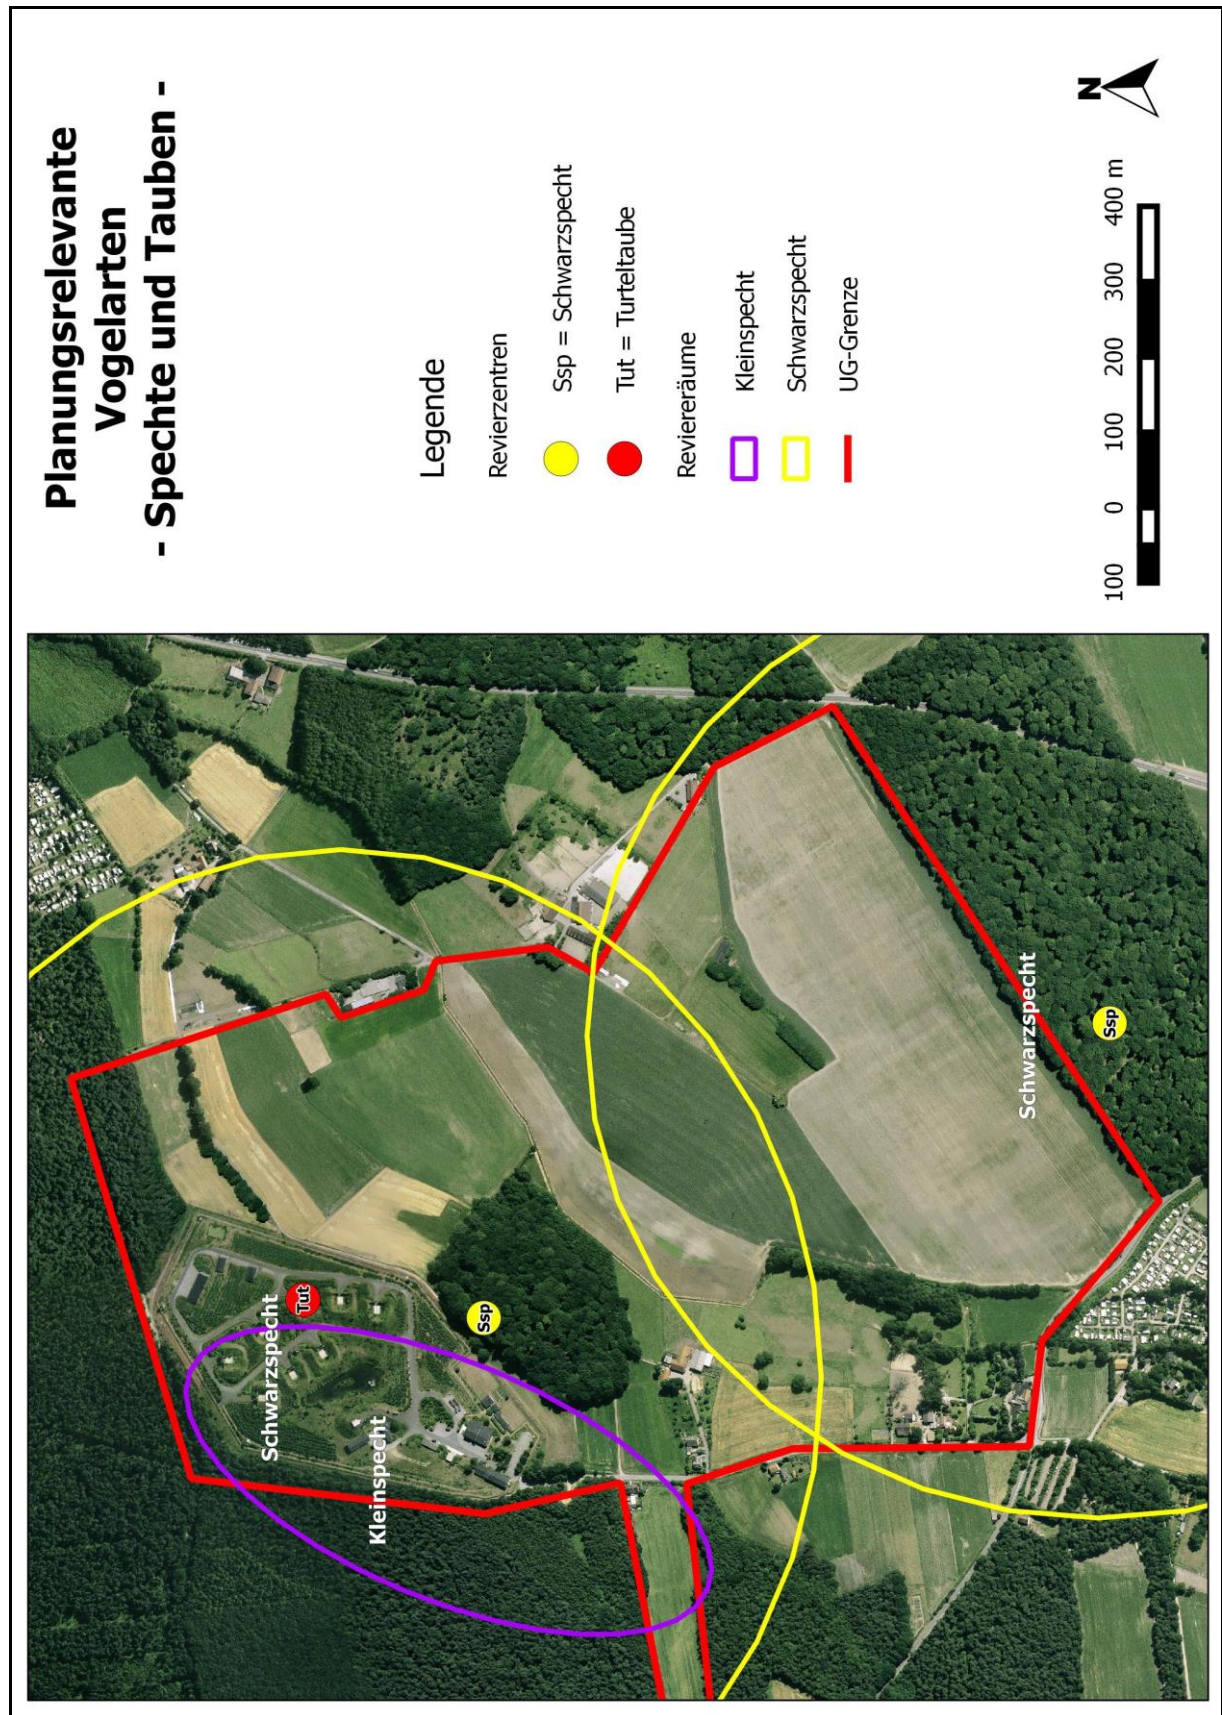 Planungsrelevante
Vogelarten
- Spechte und Tauben -
Legende
Revierzentren
Ssp = Schwarzspecht
Tut = Turteltaube
Reviereräume
Kleinspecht
Schwarzspecht
UG-Grenze
N
100 0 100 200 300 400 m
Schwarzspecht
Tut
Kleinspecht
Ssp
Schwarzspecht
Ssp